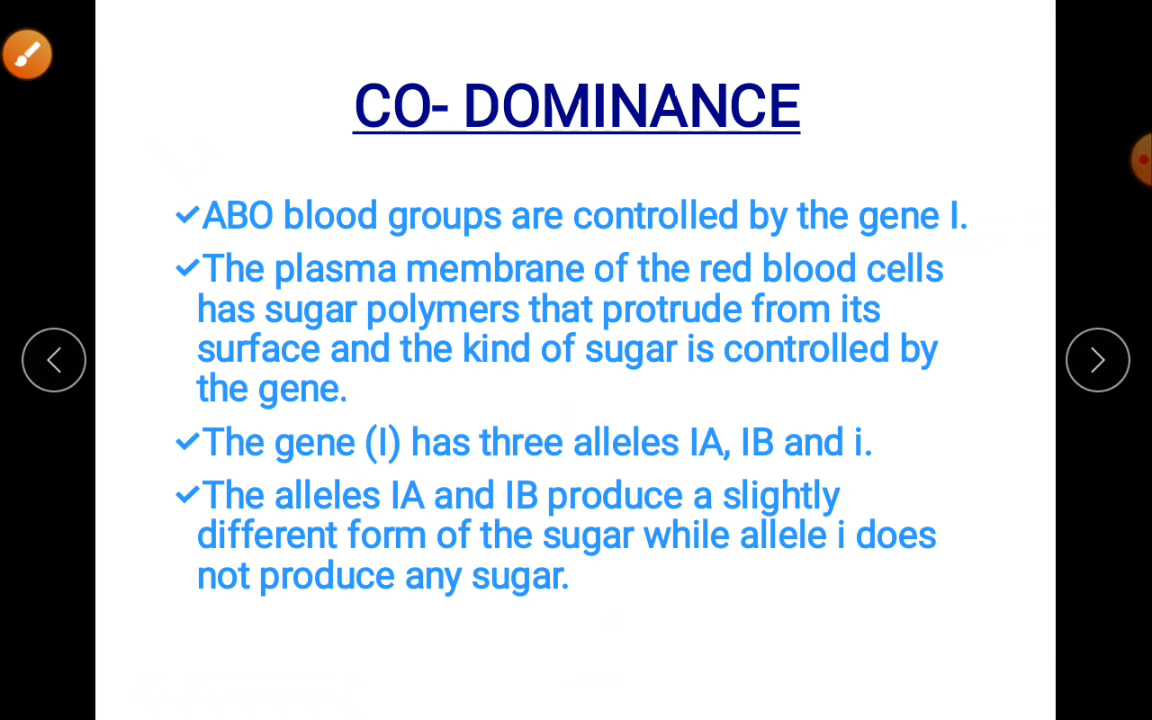 CO- DOMINANCE
✓ABO blood groups are controlled by the gene I.
✓The plasma membrane of the red blood cells
has sugar polymers that protrude from its
surface and the kind of sugar is controlled by
the gene.
✓The gene (I) has three alleles IA, IB and i.
✓The alleles IA and IB produce a slightly
different form of the sugar while allele i does
not produce any sugar.